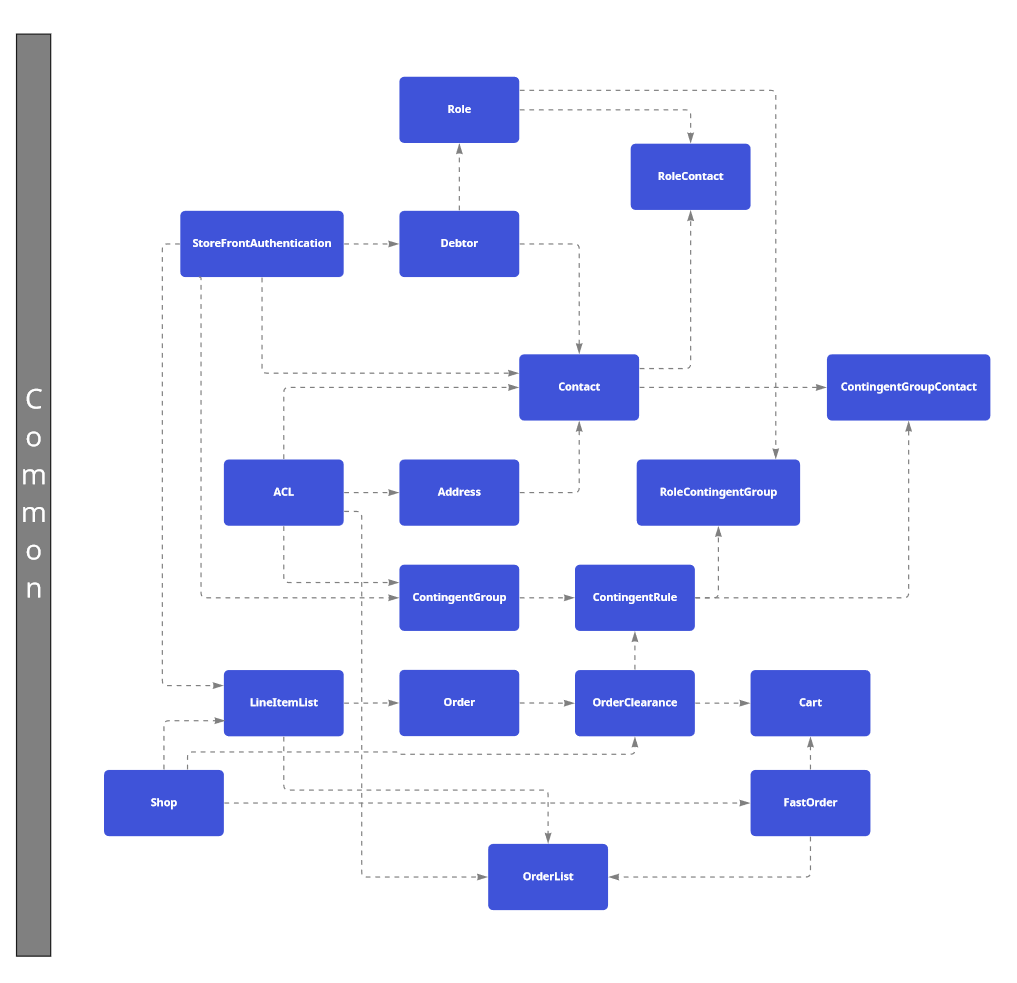 Common
Role
RoleContact
StoreFrontAuthentication
Debtor
Contact
ContingentGroupContact
ACL
Address
RoleContingentGroup
ContingentGroup
ContingentRule
LineItemList
Order
OrderClearance
Cart
Shop
FastOrder
OrderList